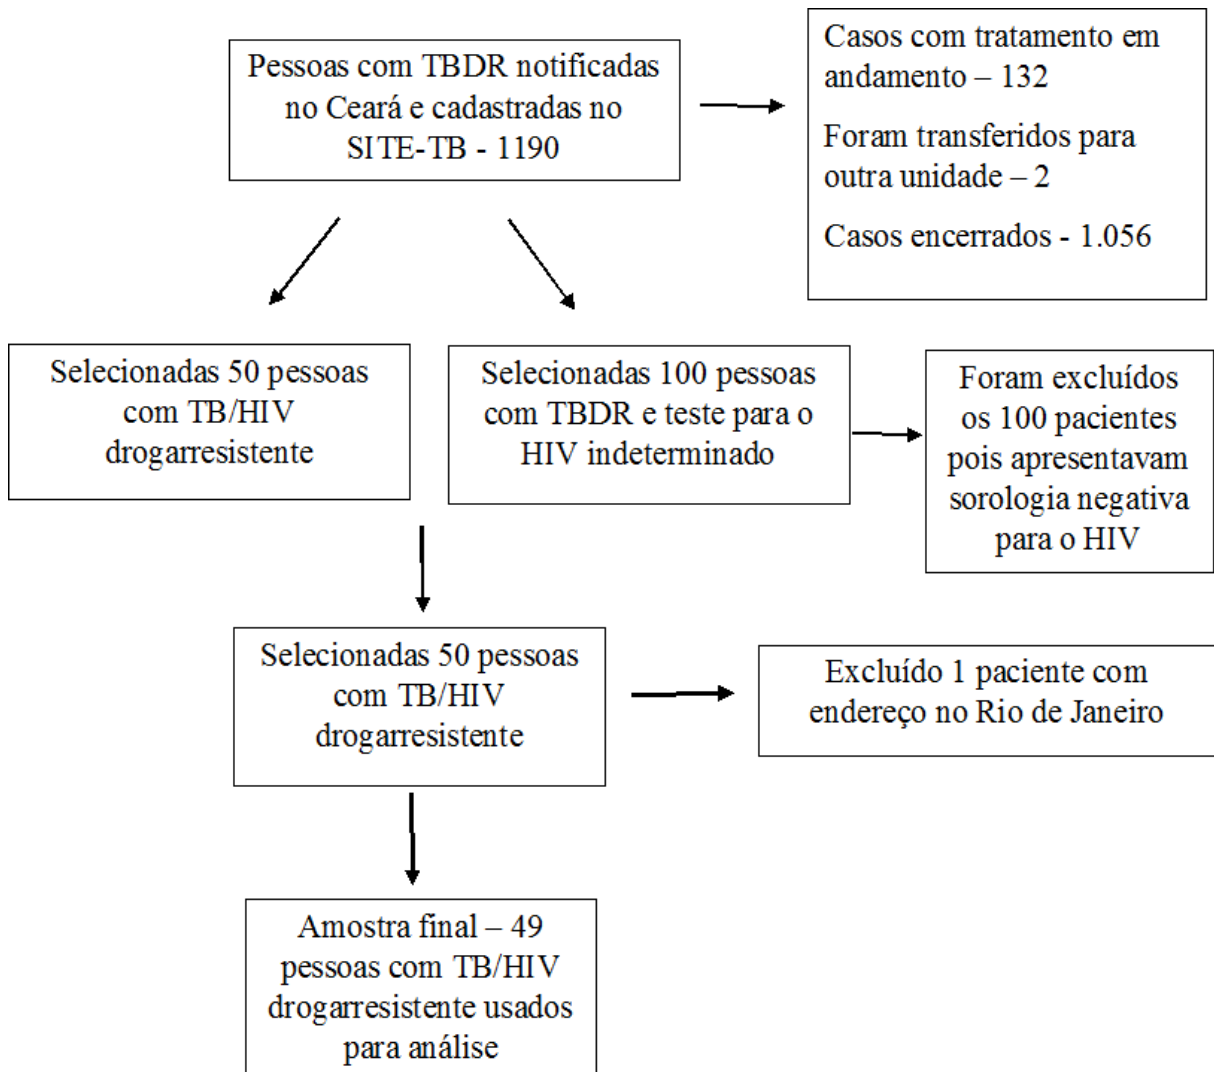 Pessoas com TBDR notificadas
no Ceará e cadastradas no
SITE-TB - 1190
Casos com tratamento em
andamento – 132
Foram transferidos para
outra unidade – 2
Casos encerrados - 1.056
Selecionadas 50 pessoas
com TB/HIV
drogarresistente
Selecionadas 100 pessoas
com TBDR e teste para o
HIV indeterminado
Foram excluídos
os 100 pacientes
pois apresentavam
sorologia negativa
para o HIV
Selecionadas 50 pessoas
com TB/HIV
drogarresistente
Excluído 1 paciente com
endereço no Rio de Janeiro
Amostra final – 49
pessoas com TB/HIV
drogarresistente usados
para análise